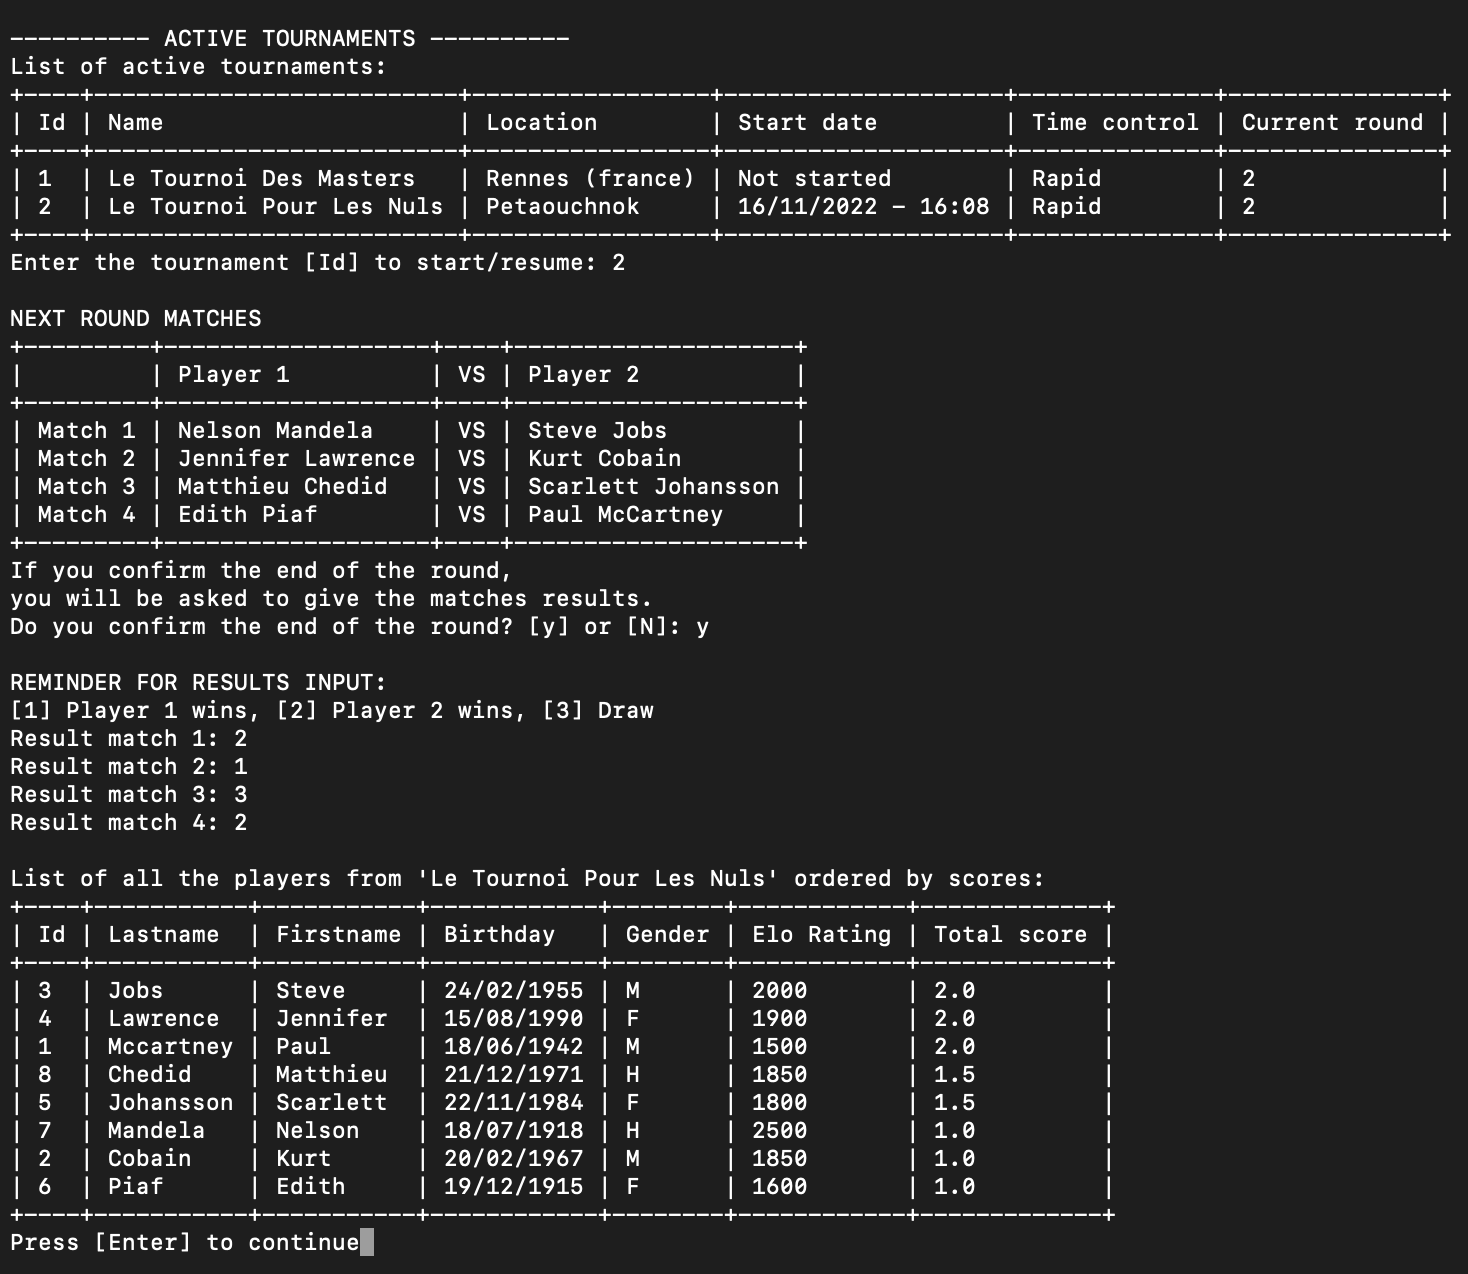 ---------- ACTIVE TOURNAMENTS ----------
List of active tournaments:
+----+--------------------------+-----------------+--------------------+--------------+---------------+
| Id | Name                     | Location        | Start date         | Time control | Current round |
+----+--------------------------+-----------------+--------------------+--------------+---------------+
| 1  | Le Tournoi Des Masters   | Rennes (france) | Not started        | Rapid        | 2             |
| 2  | Le Tournoi Pour Les Nuls | Petaouchnok     | 16/11/2022 - 16:08 | Rapid        | 2             |
+----+--------------------------+-----------------+--------------------+--------------+---------------+
Enter the tournament [Id] to start/resume: 2

NEXT ROUND MATCHES
+---------+-------------------+----+--------------------+
|         | Player 1          | VS | Player 2           |
+---------+-------------------+----+--------------------+
| Match 1 | Nelson Mandela    | VS | Steve Jobs         |
| Match 2 | Jennifer Lawrence | VS | Kurt Cobain        |
| Match 3 | Matthieu Chedid   | VS | Scarlett Johansson |
| Match 4 | Edith Piaf        | VS | Paul McCartney     |
+---------+-------------------+----+--------------------+
If you confirm the end of the round,
you will be asked to give the matches results.
Do you confirm the end of the round? [y] or [N]: y

REMINDER FOR RESULTS INPUT:
[1] Player 1 wins, [2] Player 2 wins, [3] Draw
Result match 1: 2
Result match 2: 1
Result match 3: 3
Result match 4: 2

List of all the players from 'Le Tournoi Pour Les Nuls' ordered by scores:
+----+-----------+-----------+------------+--------+------------+-------------+
| Id | Lastname  | Firstname | Birthday   | Gender | Elo Rating | Total score |
+----+-----------+-----------+------------+--------+------------+-------------+
| 3  | Jobs      | Steve     | 24/02/1955 | M      | 2000       | 2.0         |
| 4  | Lawrence  | Jennifer  | 15/08/1990 | F      | 1900       | 2.0         |
| 1  | Mccartney | Paul      | 18/06/1942 | M      | 1500       | 2.0         |
| 8  | Chedid    | Matthieu  | 21/12/1971 | H      | 1850       | 1.5         |
| 5  | Johansson | Scarlett  | 22/11/1984 | F      | 1800       | 1.5         |
| 7  | Mandela   | Nelson    | 18/07/1918 | H      | 2500       | 1.0         |
| 2  | Cobain    | Kurt      | 20/02/1967 | M      | 1850       | 1.0         |
| 6  | Piaf      | Edith     | 19/12/1915 | F      | 1600       | 1.0         |
+----+-----------+-----------+------------+--------+------------+-------------+
Press [Enter] to continue